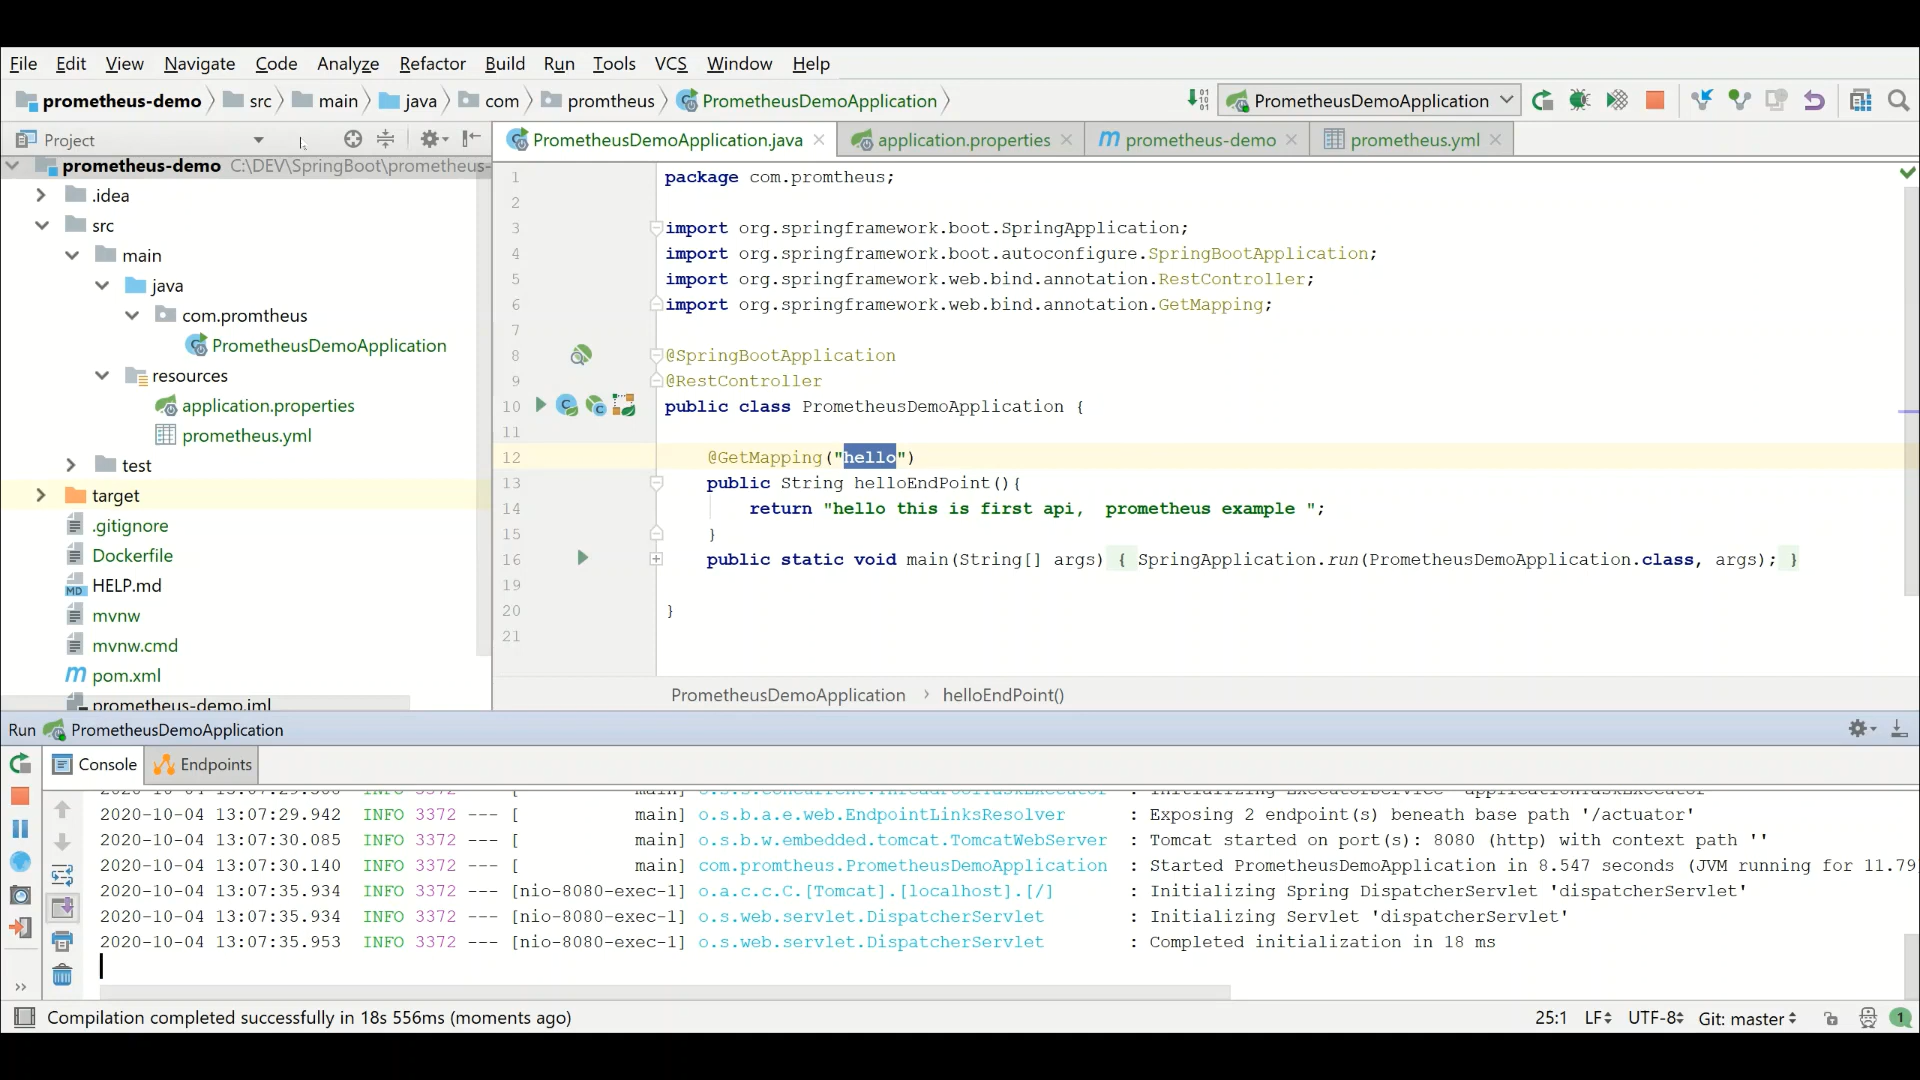 File Edit View Navigate Code Analyze Refactor Build Run Tools VCS Window Help
prometheus-demo src main java com promtheus PrometheusDemoApplication PrometheusDemoApplication
Project PrometheusDemoApplication.java application.properties prometheus-demo prometheus.yml
prometheus-demo C:\DEV\SpringBoot\prometheus-
.idea
src
main
java
com.promtheus
PrometheusDemoApplication
resources
application.properties
prometheus.yml
test
target
.gitignore
Dockerfile
HELP.md
mvnw
mvnw.cmd
pom.xml
prometheus-demo.iml
1 package com.promtheus;
2
3 import org.springframework.boot.SpringApplication;
4 import org.springframework.boot.autoconfigure.SpringBootApplication;
5 import org.springframework.web.bind.annotation.RestController;
6 import org.springframework.web.bind.annotation.GetMapping;
7
8 @SpringBootApplication
9 @RestController
10 public class PrometheusDemoApplication {
11
12 @GetMapping("hello")
13 public String helloEndPoint(){
14 return "hello this is first api,  prometheus example ";
15 }
16 public static void main(String[] args) { SpringApplication.run(PrometheusDemoApplication.class, args); }
19
20 }
21
PrometheusDemoApplication › helloEndPoint()
Run PrometheusDemoApplication
Console Endpoints
2020-10-04 13:07:29.942 INFO 3372 --- [ main] o.s.b.a.e.web.EndpointLinksResolver : Exposing 2 endpoint(s) beneath base path '/actuator'
2020-10-04 13:07:30.085 INFO 3372 --- [ main] o.s.b.w.embedded.tomcat.TomcatWebServer : Tomcat started on port(s): 8080 (http) with context path ''
2020-10-04 13:07:30.140 INFO 3372 --- [ main] com.promtheus.PrometheusDemoApplication : Started PrometheusDemoApplication in 8.547 seconds (JVM running for 11.79
2020-10-04 13:07:35.934 INFO 3372 --- [nio-8080-exec-1] o.a.c.c.C.[Tomcat].[localhost].[/] : Initializing Spring DispatcherServlet 'dispatcherServlet'
2020-10-04 13:07:35.934 INFO 3372 --- [nio-8080-exec-1] o.s.web.servlet.DispatcherServlet : Initializing Servlet 'dispatcherServlet'
2020-10-04 13:07:35.953 INFO 3372 --- [nio-8080-exec-1] o.s.web.servlet.DispatcherServlet : Completed initialization in 18 ms
Compilation completed successfully in 18s 556ms (moments ago) 25:1 LF UTF-8 Git: master 1